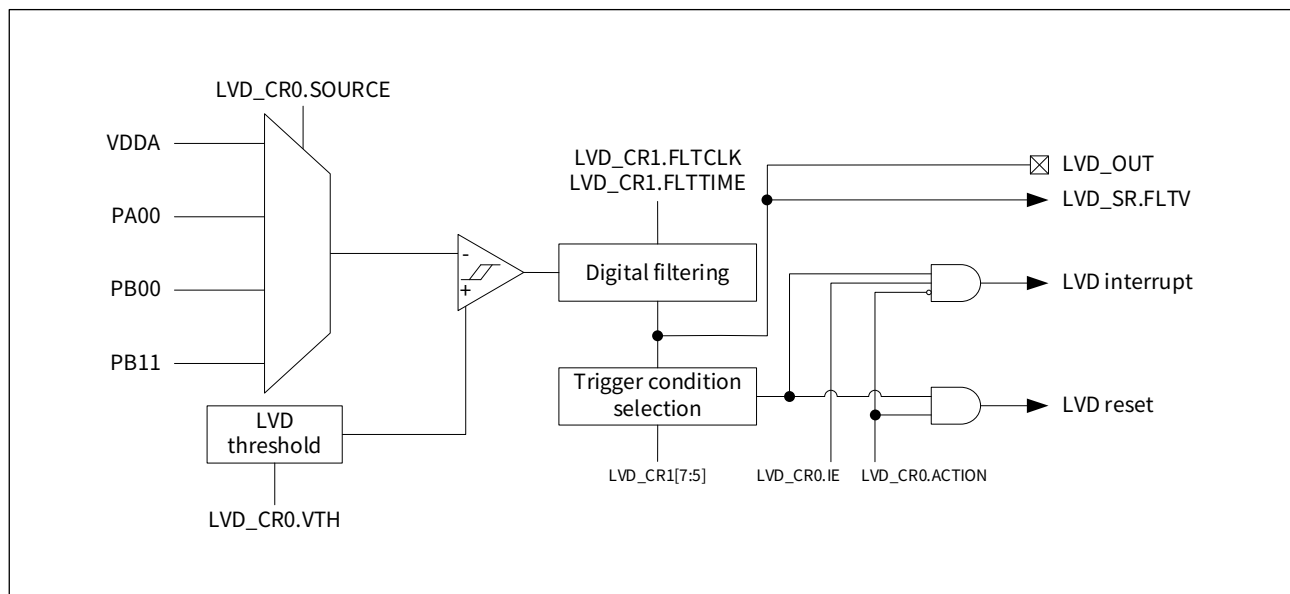 LVD_CR0.SOURCE
VDDA
PA00
PB00
PB11
LVD
threshold
LVD_CR0.VTH
-
+
LVD_CR1.FLTCLK
LVD_CR1.FLTTIME
Digital filtering
Trigger condition
selection
LVD_CR1[7:5]
LVD_CR0.IE
LVD_CR0.ACTION
LVD_OUT
LVD_SR.FLTV
LVD interrupt
LVD reset